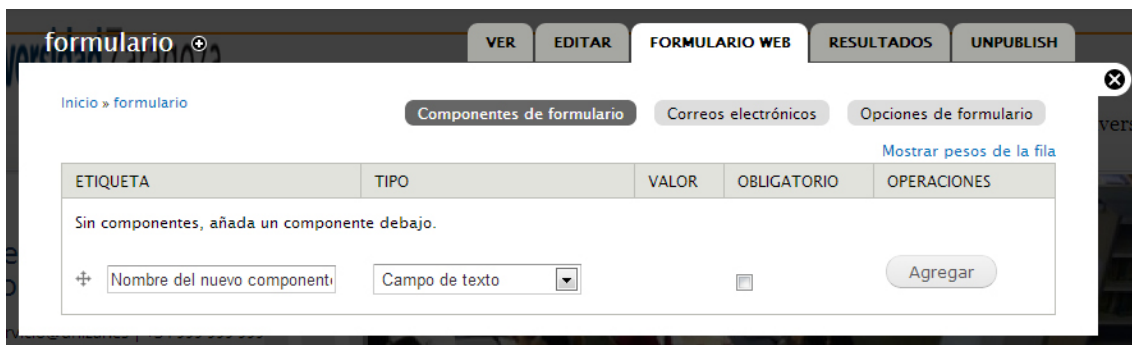 formulario
VER EDITAR FORMULARIO WEB RESULTADOS UNPUBLISH
Inicio » formulario
Componentes de formulario Correos electrónicos Opciones de formulario
Mostrar pesos de la fila
ETIQUETA TIPO VALOR OBLIGATORIO OPERACIONES
Sin componentes, añada un componente debajo.
Nombre del nuevo component
Campo de texto
Agregar